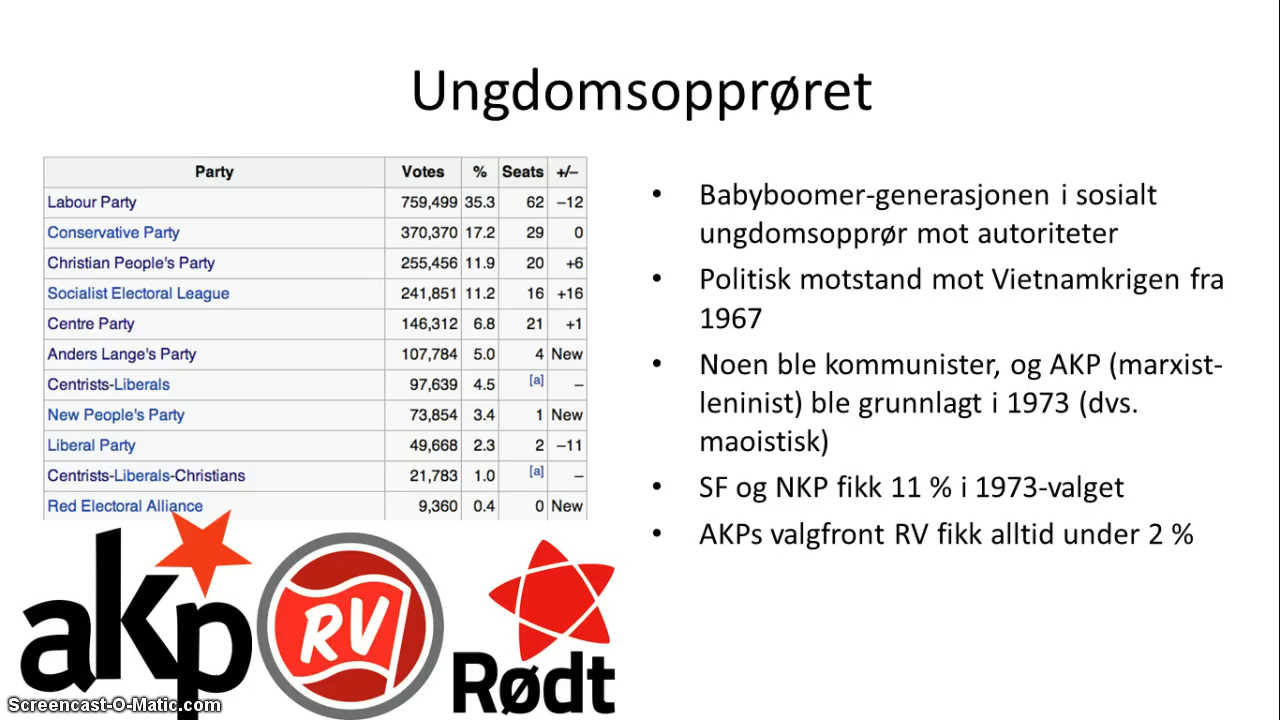 Ungdomsopprøret
Party Votes % Seats +/–
Labour Party 759,499 35.3 62 –12
Conservative Party 370,370 17.2 29 0
Christian People's Party 255,456 11.9 20 +6
Socialist Electoral League 241,851 11.2 16 +16
Centre Party 146,312 6.8 21 +1
Anders Lange's Party 107,784 5.0 4 New
Centrists-Liberals 97,639 4.5 [a] –
New People's Party 73,854 3.4 1 New
Liberal Party 49,668 2.3 2 –11
Centrists-Liberals-Christians 21,783 1.0 [a] –
Red Electoral Alliance 9,360 0.4 0 New
• Babyboomer-generasjonen i sosialt
ungdomsopprør mot autoriteter
• Politisk motstand mot Vietnamkrigen fra
1967
• Noen ble kommunister, og AKP (marxist-
leninist) ble grunnlagt i 1973 (dvs.
maoistisk)
• SF og NKP fikk 11 % i 1973-valget
• AKPs valgfront RV fikk alltid under 2 %
akp
RV
Rødt
Screencast-O-Matic.com